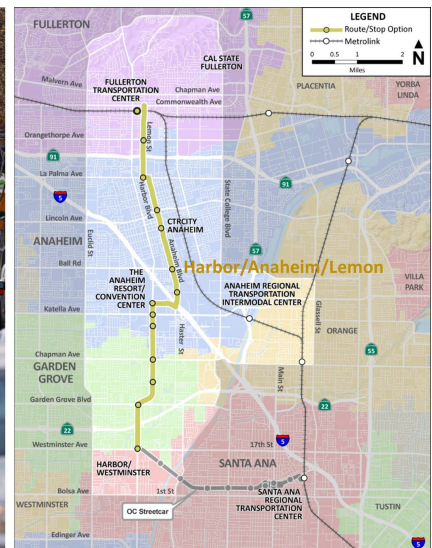 FULLERTON
57
LEGEND
Route/Stop Option
Metrolink
0 0.5 1 2
Miles
N
CAL STATE
FULLERTON
FULLERTON
TRANSPORTATION
CENTER
Malvern Ave
Chapman Ave
Commonwealth Ave
PLACENTIA
YORBA
LINDA
Orangethorpe Ave
Lemon St
91
La Palma Ave
5
Harbor Blvd
State College Blvd
91
Euclid St
Lincoln Ave
CTRCITY
ANAHEIM
57
ANAHEIM
Anaheim Blvd
Harbor/Anaheim/Lemon
Ball Rd
THE
ANAHEIM
RESORT/
CONVENTION
CENTER
ANAHEIM REGIONAL
TRANSPORTATION
INTERMODAL CENTER
VILLA
PARK
Katella Ave
Haster St
Glassell St
ORANGE
55
Chapman Ave
GARDEN
GROVE
Main St
Garden Grove Blvd
22
22
Westminster Ave
17th St
5
HARBOR/
WESTMINSTER
SANTA ANA
Bolsa Ave
1st St
SANTA ANA
REGIONAL
TRANSPORTATION
CENTER
OC Streetcar
WESTMINSTER
TUSTIN
Edinger Ave
5